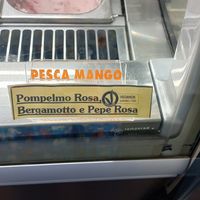 PESCA MANGO
Pompelmo Rosa,
Bergamotto e Pepe Rosa